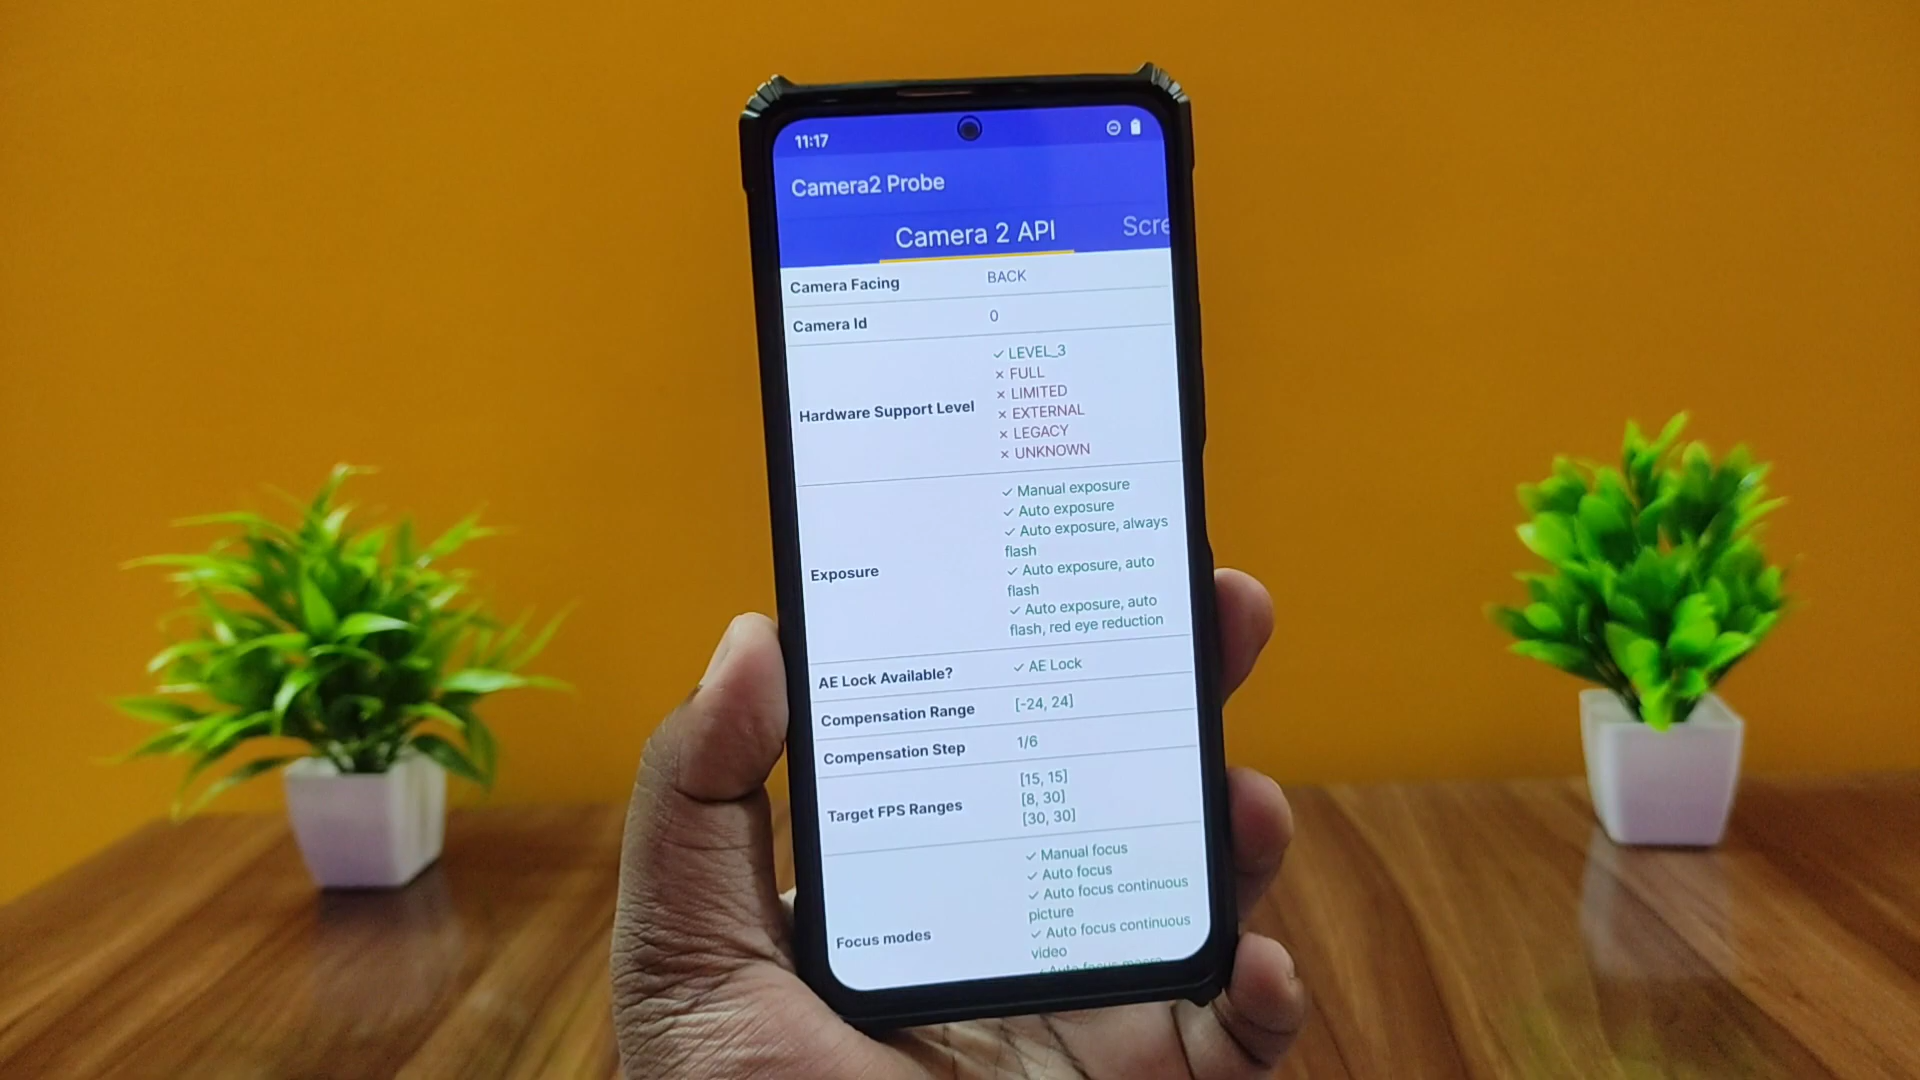 11:17
Camera2 Probe
Camera 2 API Scre
Camera Facing BACK
Camera Id 0
Hardware Support Level
✓ LEVEL_3
× FULL
× LIMITED
× EXTERNAL
× LEGACY
× UNKNOWN
Exposure
✓ Manual exposure
✓ Auto exposure
✓ Auto exposure, always
flash
✓ Auto exposure, auto
flash
✓ Auto exposure, auto
flash, red eye reduction
AE Lock Available? ✓ AE Lock
Compensation Range [-24, 24]
Compensation Step 1/6
Target FPS Ranges
[15, 15]
[8, 30]
[30, 30]
Focus modes
✓ Manual focus
✓ Auto focus
✓ Auto focus continuous
picture
✓ Auto focus continuous
video
✓ Auto focus macro